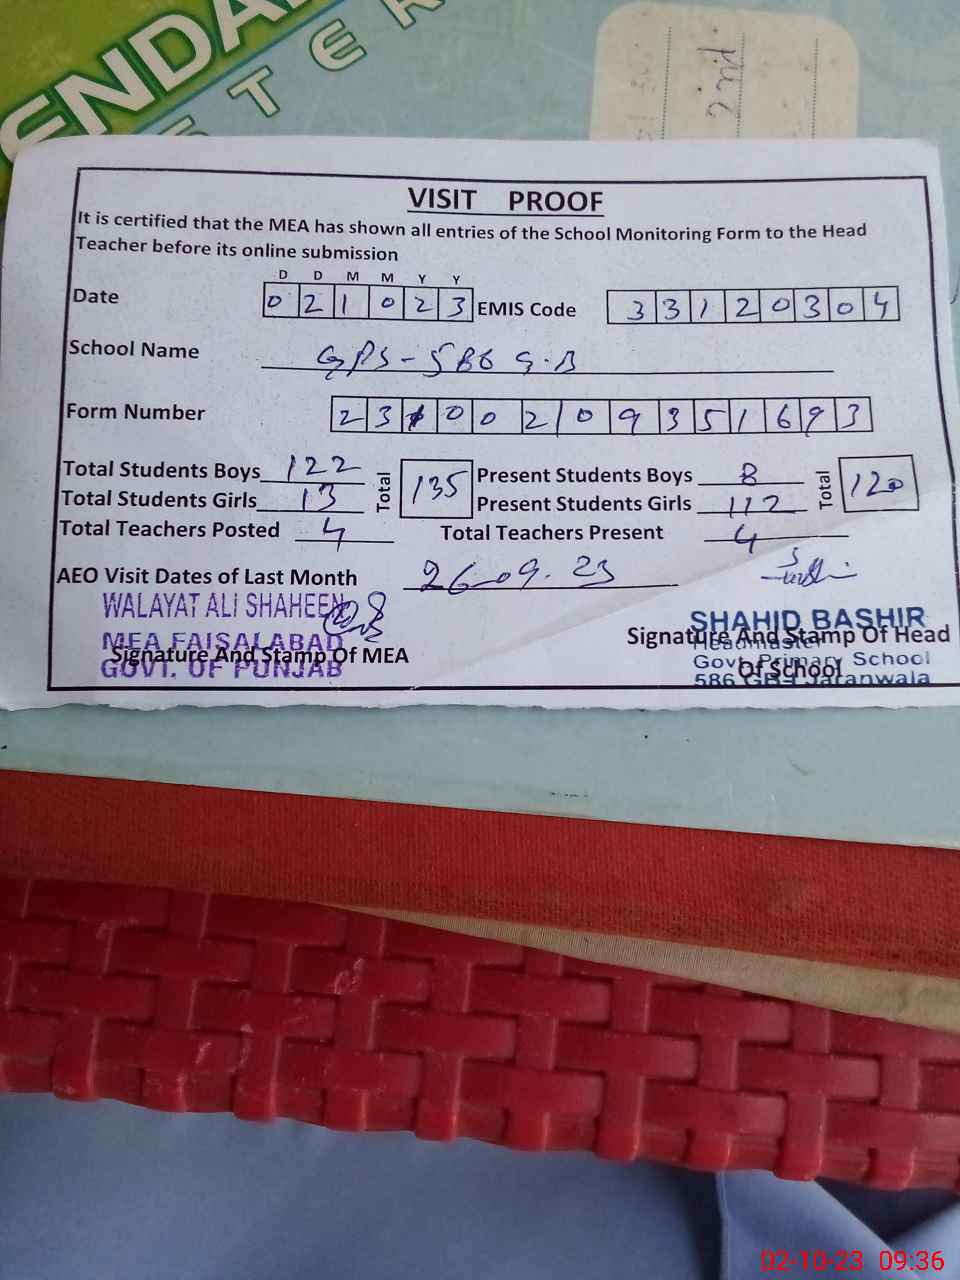 ENDA
TER
VISIT PROOF
It is certified that the MEA has shown all entries of the School Monitoring Form to the Head
Teacher before its online submission
D D M M Y Y
Date 0 2 1 0 2 3 EMIS Code 3 3 1 2 0 3 0 4
School Name GPS - 586 G.B
Form Number 2 3 1 0 0 2 0 9 3 5 1 6 9 3
Total Students Boys 122 Total 135 Present Students Boys 8 Total 120
Total Students Girls 13 Present Students Girls 112
Total Teachers Posted 4 Total Teachers Present 4
AEO Visit Dates of Last Month 26-09.23
WALAYAT ALI SHAHEEN
MEA FAISALABAD
GOVT. OF PUNJAB
Signature And Stamp Of MEA
SHAHID BASHIR
Headmaster
Govt. Primary School
586 GB Jaranwala
Signature And Stamp Of Head
Of School
02-10-23 09:36